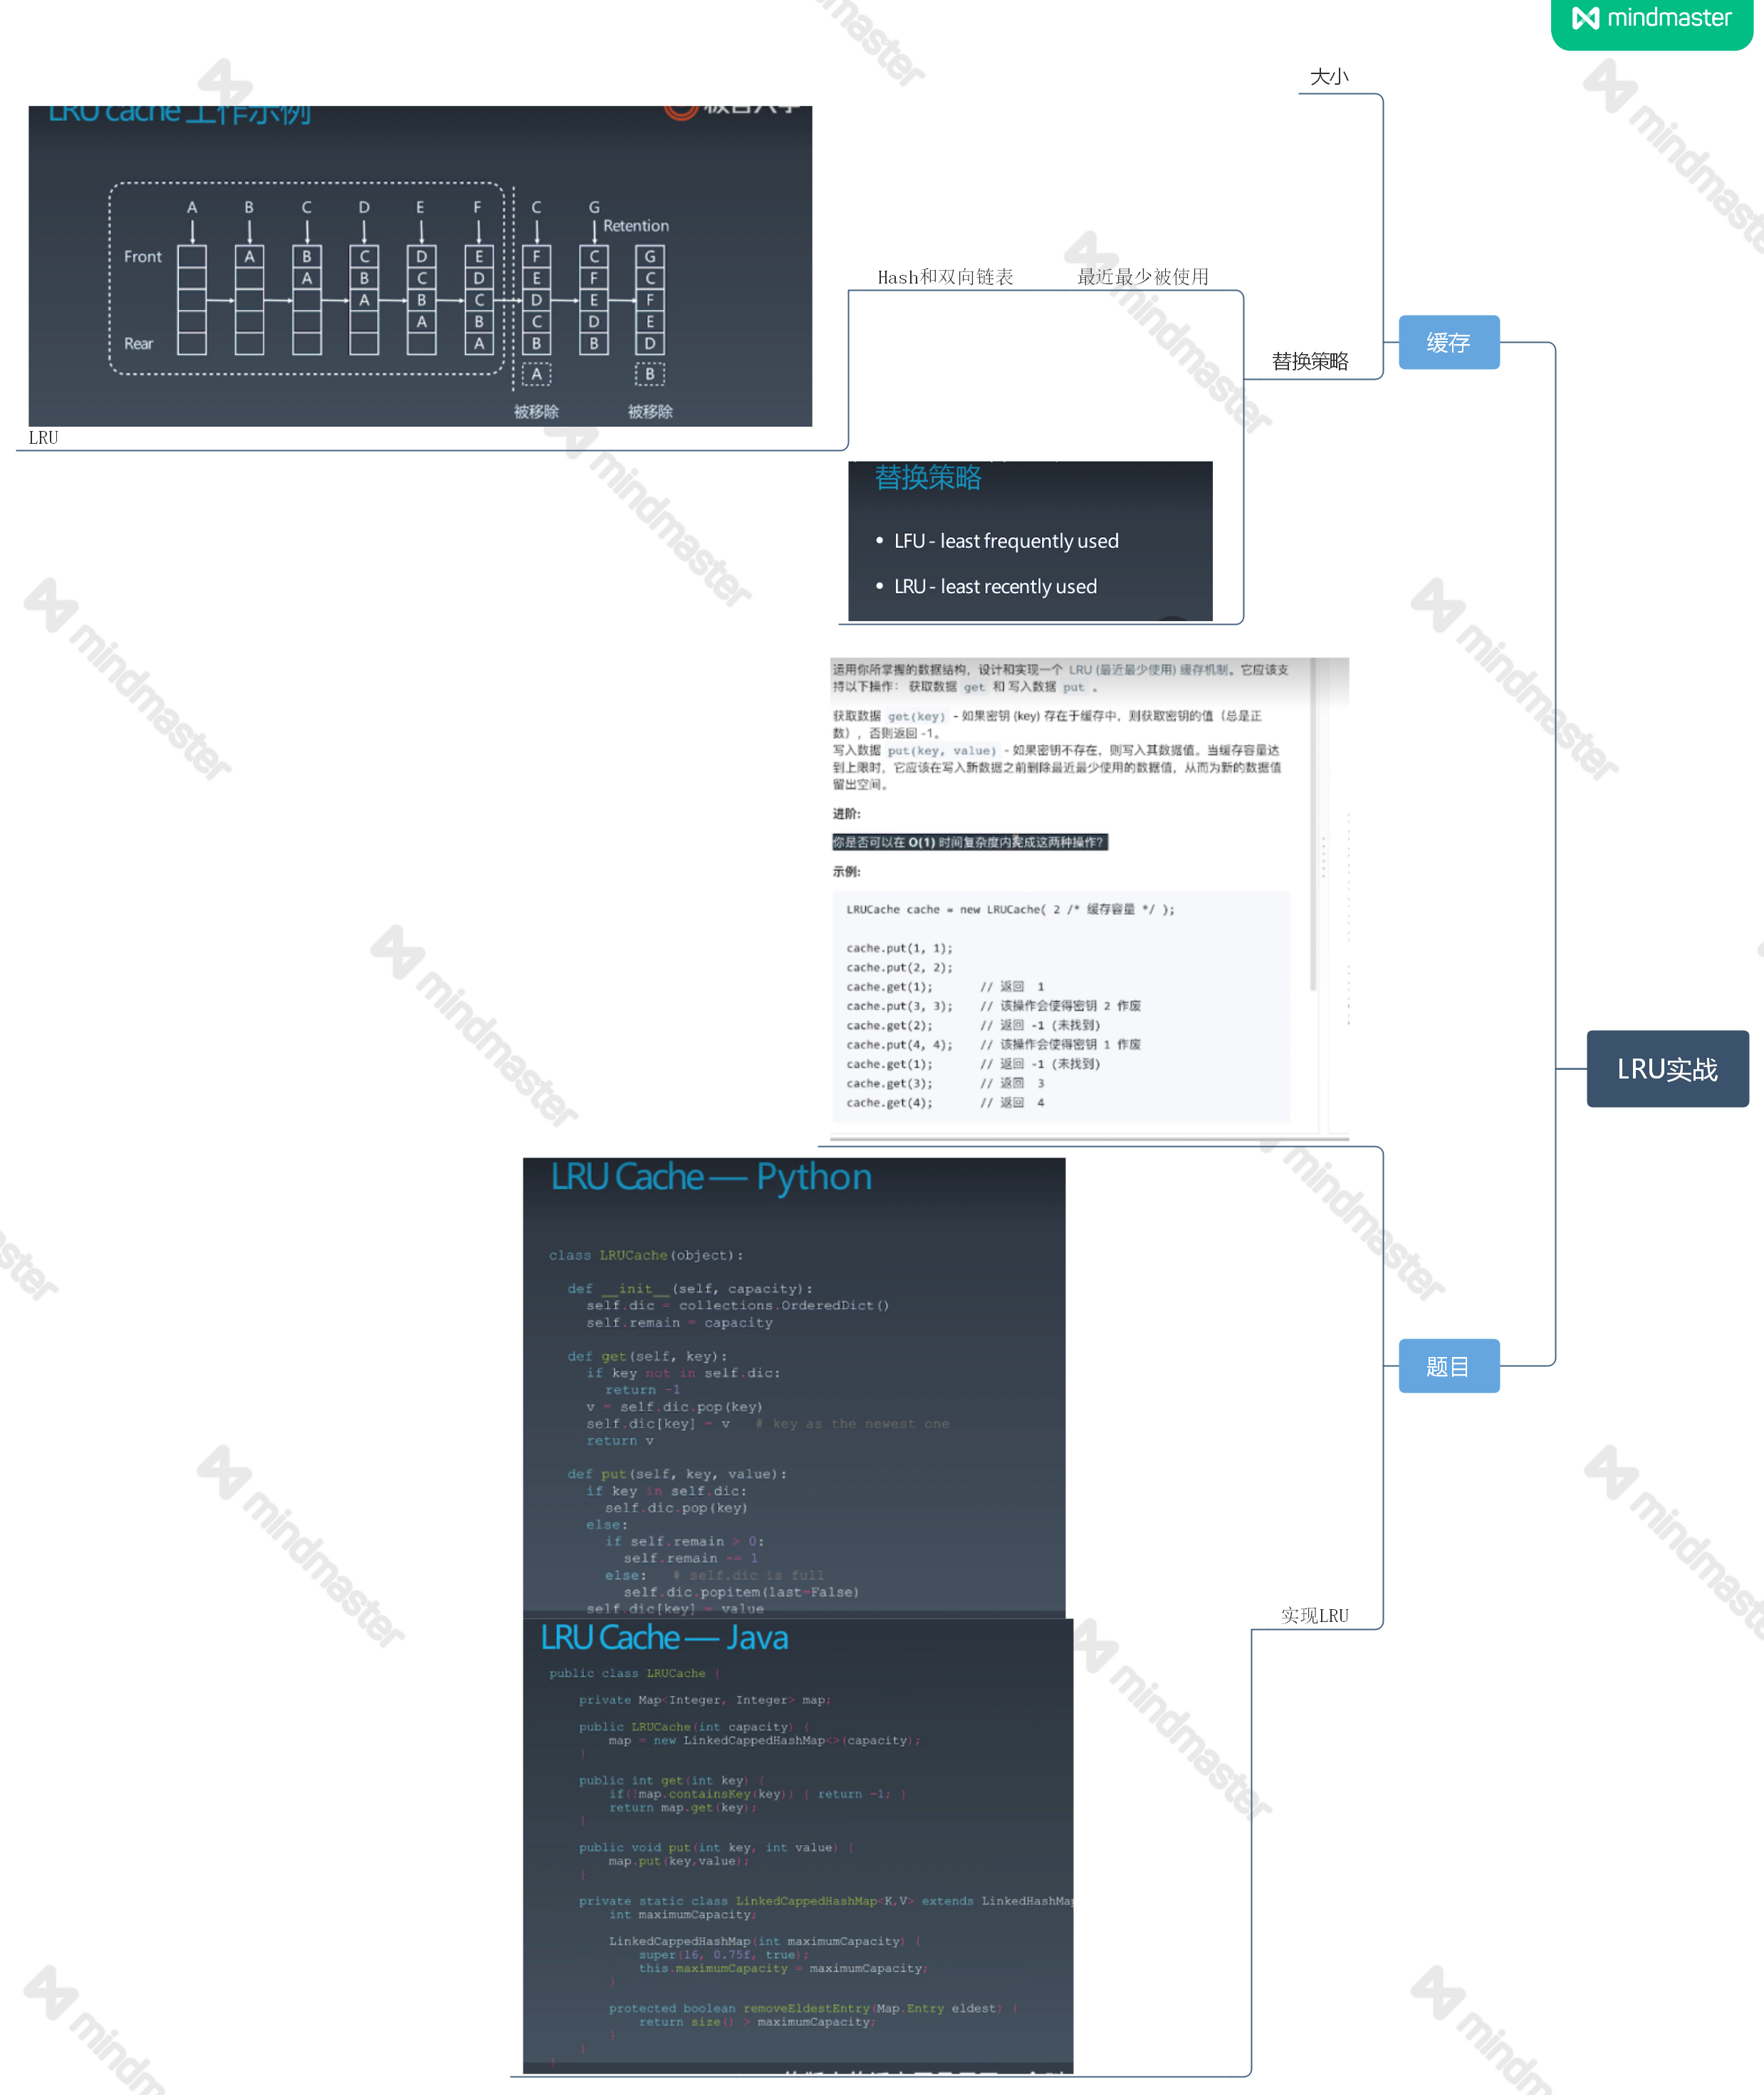 mindmaster
大小
LRU cache 工作示例
A B C D E F C G
Retention
Front A B C D E F C G
A B C D E F C
A B C D E F
A B C D E
Rear A B B D
A B
被移除 被移除
LRU
Hash和双向链表
最近最少被使用
替换策略
缓存
替换策略
• LFU - least frequently used
• LRU - least recently used
运用你所掌握的数据结构，设计和实现一个 LRU (最近最少使用) 缓存机制。它应该支
持以下操作： 获取数据 get 和 写入数据 put 。
获取数据 get(key) - 如果密钥 (key) 存在于缓存中，则获取密钥的值（总是正
数），否则返回 -1。
写入数据 put(key, value) - 如果密钥不存在，则写入其数据值。当缓存容量达
到上限时，它应该在写入新数据之前删除最近最少使用的数据值，从而为新的数据值
留出空间。
进阶:
你是否可以在 O(1) 时间复杂度内完成这两种操作？
示例:
LRUCache cache = new LRUCache( 2 /* 缓存容量 */ );
cache.put(1, 1);
cache.put(2, 2);
cache.get(1); // 返回 1
cache.put(3, 3); // 该操作会使得密钥 2 作废
cache.get(2); // 返回 -1 (未找到)
cache.put(4, 4); // 该操作会使得密钥 1 作废
cache.get(1); // 返回 -1 (未找到)
cache.get(3); // 返回 3
cache.get(4); // 返回 4
LRU实战
题目
实现LRU
LRU Cache — Python
class LRUCache(object):
def __init__(self, capacity):
self.dic = collections.OrderedDict()
self.remain = capacity
def get(self, key):
if key not in self.dic:
return -1
v = self.dic.pop(key)
self.dic[key] = v # key as the newest one
return v
def put(self, key, value):
if key in self.dic:
self.dic.pop(key)
else:
if self.remain > 0:
self.remain -= 1
else: # self.dic is full
self.dic.popitem(last=False)
self.dic[key] = value
LRU Cache — Java
public class LRUCache {
private Map<Integer, Integer> map;
public LRUCache(int capacity) {
map = new LinkedCappedHashMap<>(capacity);
}
public int get(int key) {
if(!map.containsKey(key)) { return -1; }
return map.get(key);
}
public void put(int key, int value) {
map.put(key,value);
}
private static class LinkedCappedHashMap<K,V> extends LinkedHashMap
int maximumCapacity;
LinkedCappedHashMap(int maximumCapacity) {
super(16, 0.75f, true);
this.maximumCapacity = maximumCapacity;
}
protected boolean removeEldestEntry(Map.Entry eldest) {
return size() > maximumCapacity;
}
}
}